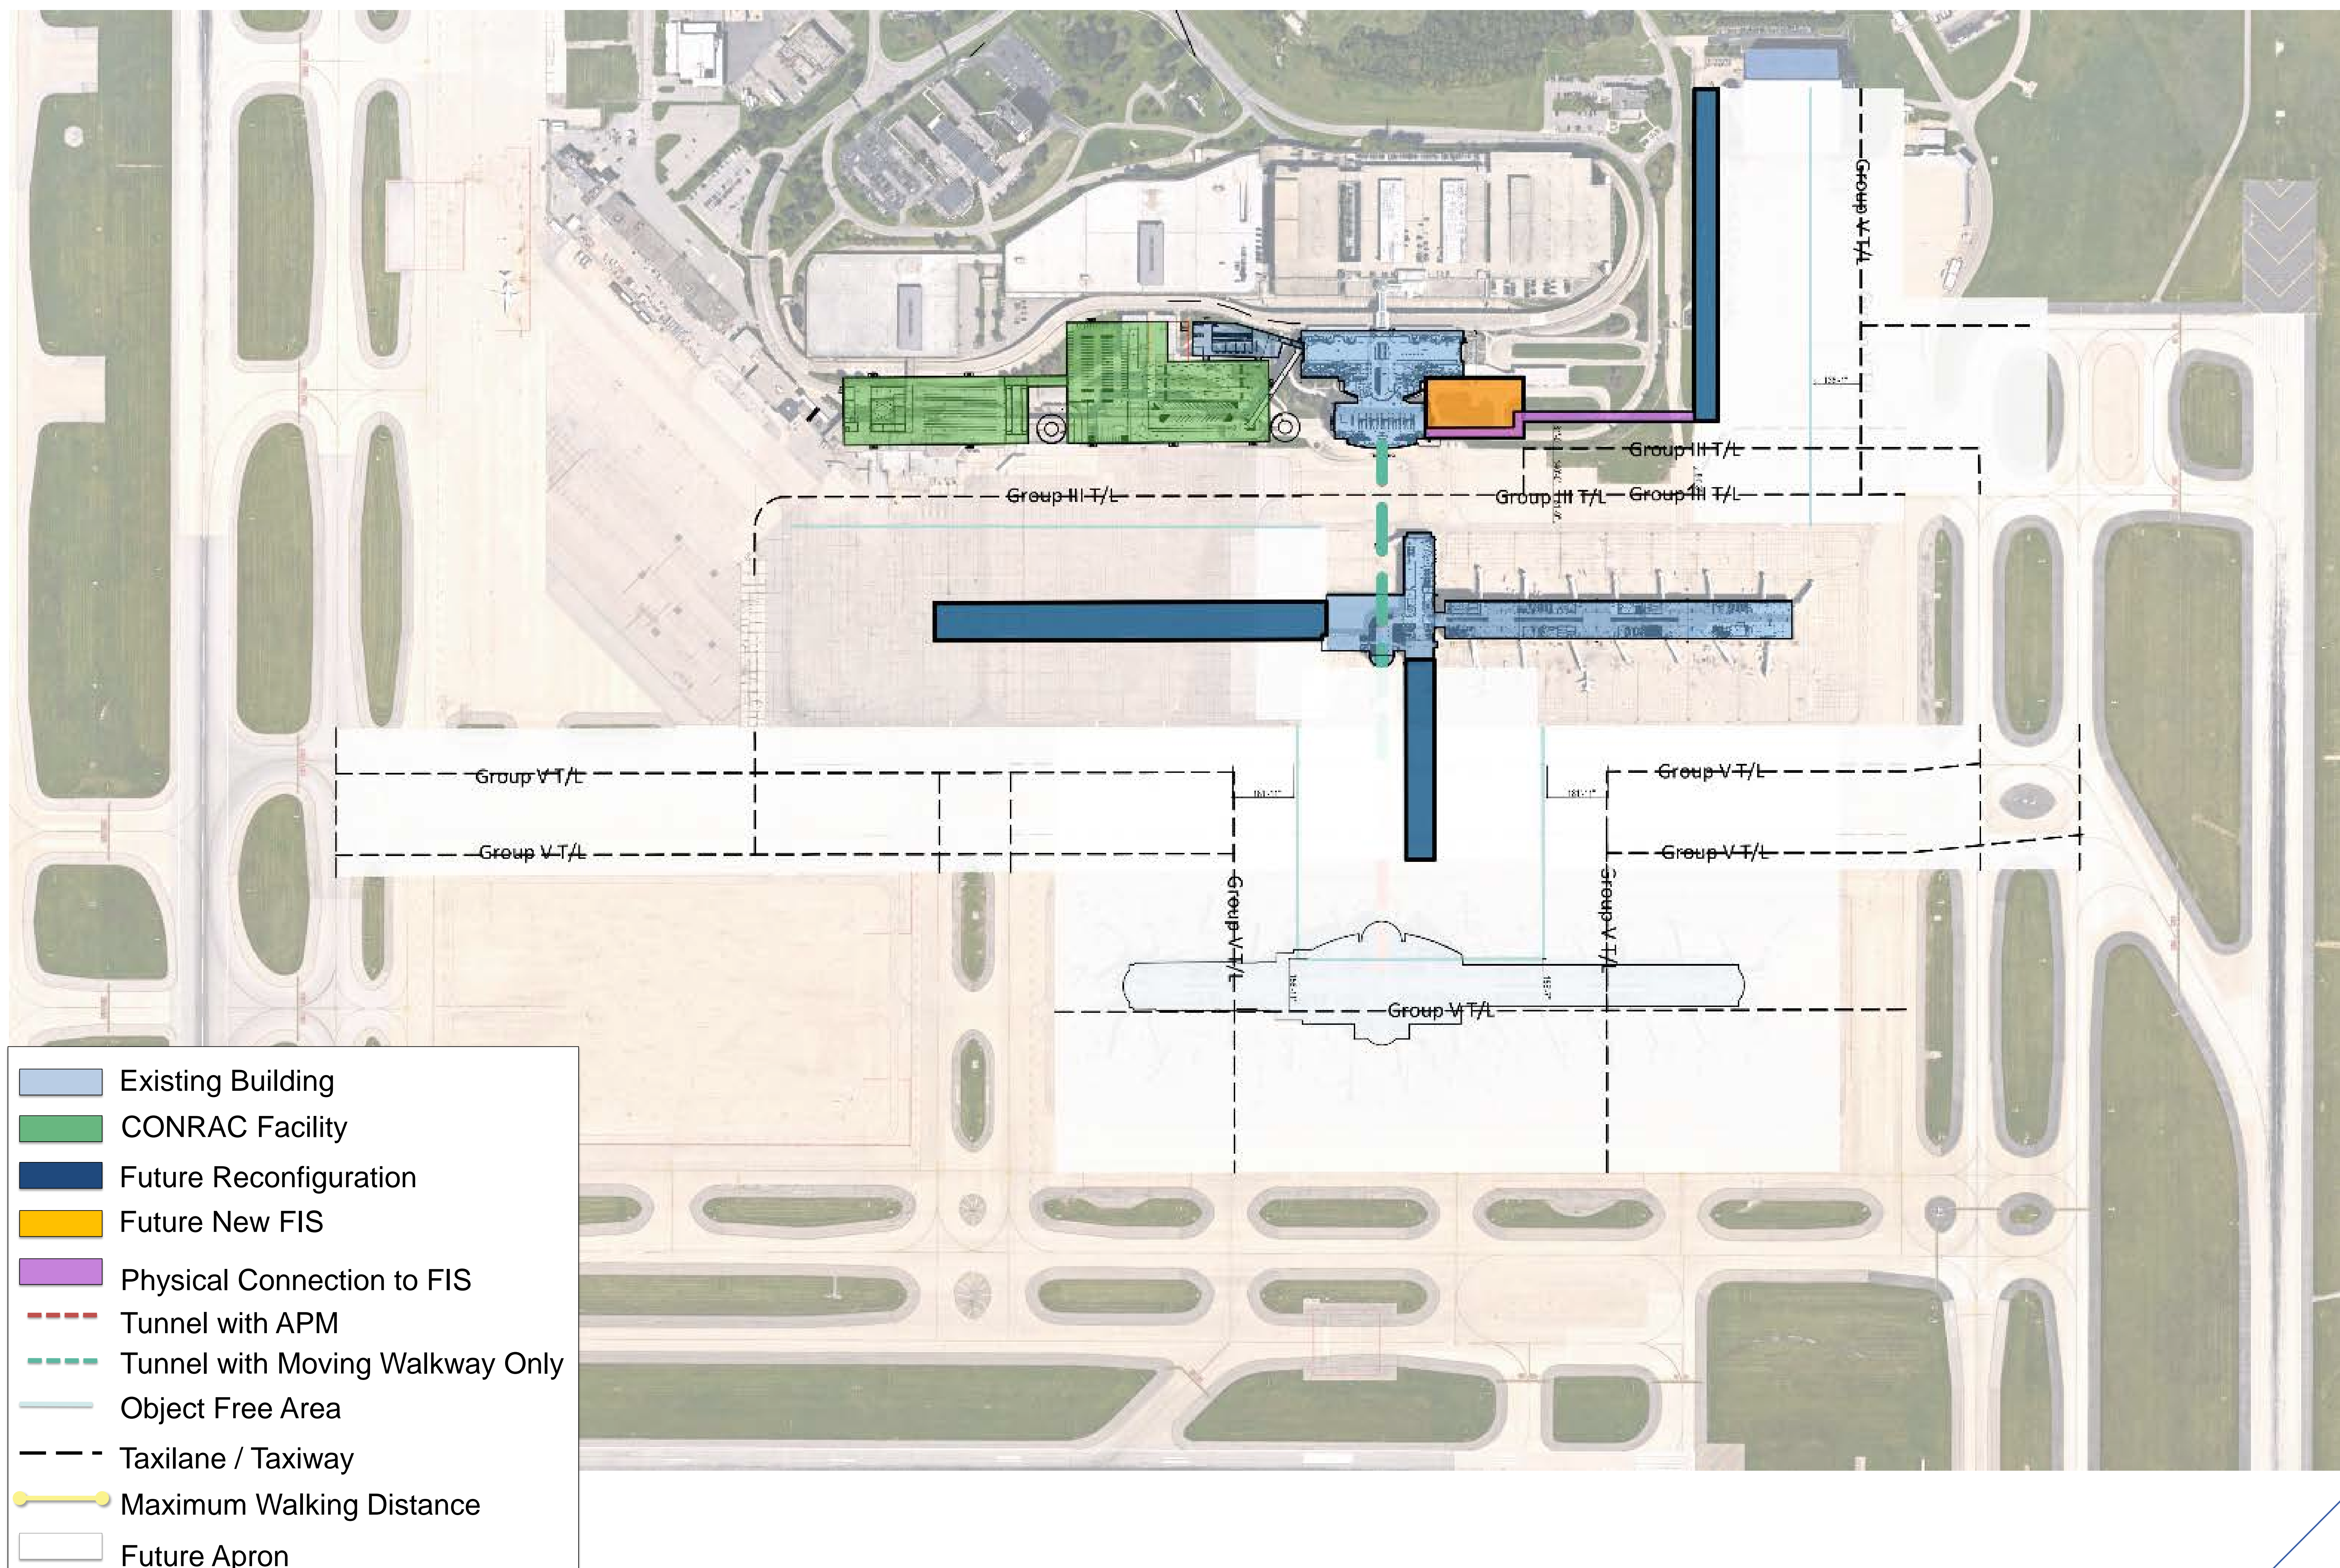 Group V T/L
Group III T/L
Group III T/L
Group III T/L
Group III T/L
Group V T/L
Group V T/L
181'-11"
Group V T/L
Group V T/L
Group V T/L
Group V T/L
Group V T/L
Existing Building
CONRAC Facility
Future Reconfiguration
Future New FIS
Physical Connection to FIS
Tunnel with APM
Tunnel with Moving Walkway Only
Object Free Area
Taxilane / Taxiway
Maximum Walking Distance
Future Apron